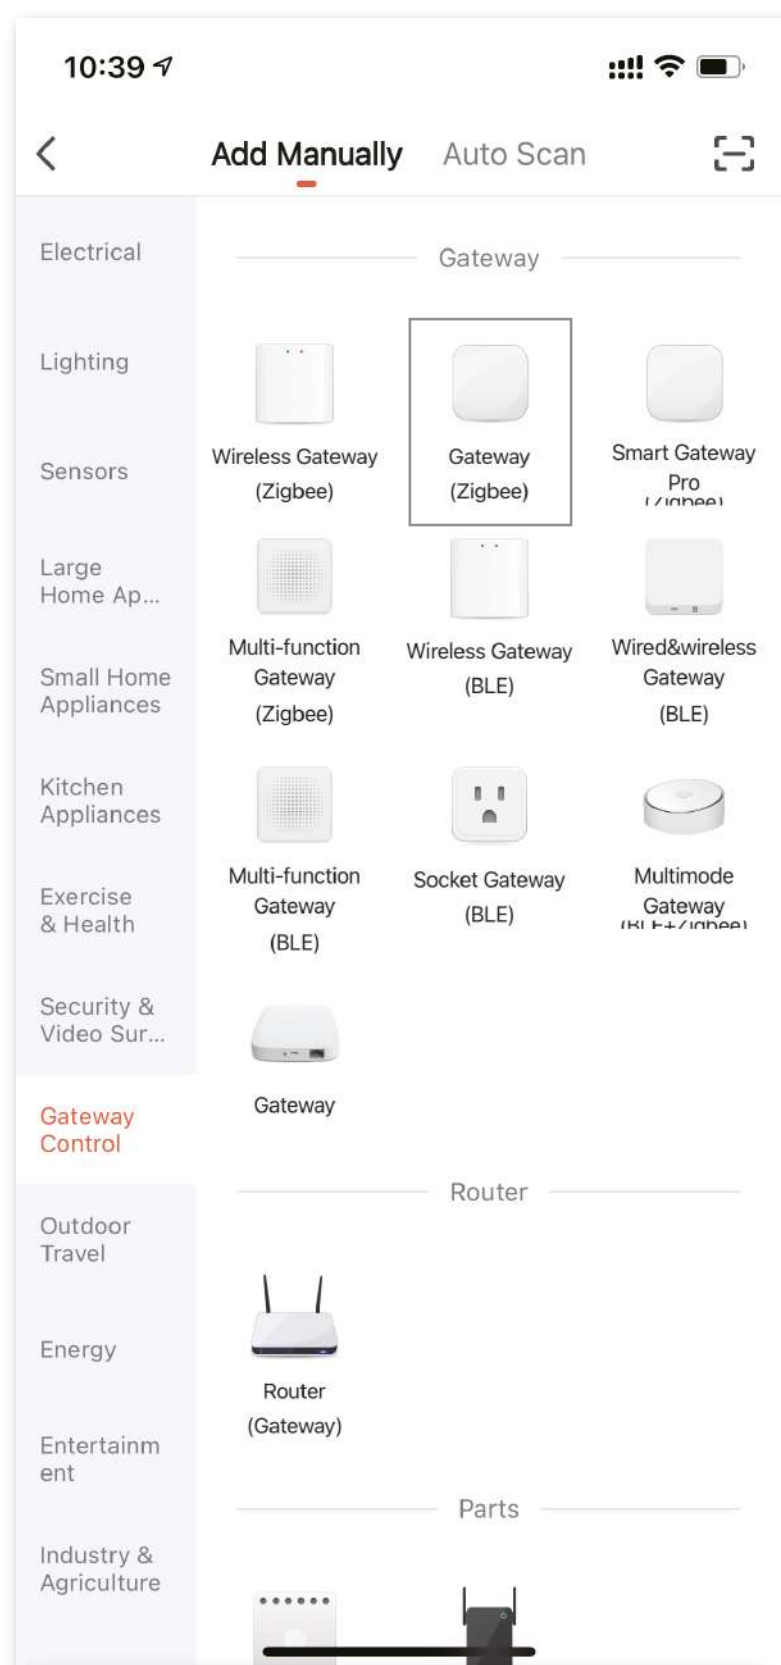 10:39
Add Manually
Auto Scan
Electrical
Lighting
Sensors
Large
Home Ap...
Small Home
Appliances
Kitchen
Appliances
Exercise
& Health
Security &
Video Sur...
Gateway
Control
Outdoor
Travel
Energy
Entertainm
ent
Industry &
Agriculture
Gateway
Wireless Gateway
(Zigbee)
Gateway
(Zigbee)
Smart Gateway
Pro
(Zigbee)
Multi-function
Gateway
(Zigbee)
Wireless Gateway
(BLE)
Wired&wireless
Gateway
(BLE)
Multi-function
Gateway
(BLE)
Socket Gateway
(BLE)
Multimode
Gateway
(BLE+Zigbee)
Gateway
Router
Router
(Gateway)
Parts